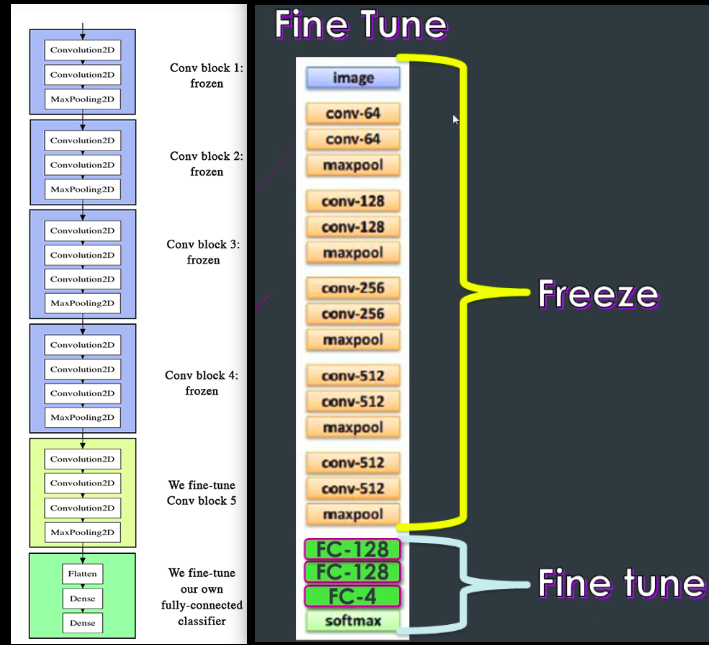 Convolution2D
Convolution2D
MaxPooling2D
Conv block 1:
frozen
Convolution2D
Convolution2D
MaxPooling2D
Conv block 2:
frozen
Convolution2D
Convolution2D
Convolution2D
MaxPooling2D
Conv block 3:
frozen
Convolution2D
Convolution2D
Convolution2D
MaxPooling2D
Conv block 4:
frozen
Convolution2D
Convolution2D
Convolution2D
MaxPooling2D
We fine-tune
Conv block 5
Flatten
Dense
Dense
We fine-tune
our own
fully-connected
classifier
Fine Tune
image
conv-64
conv-64
maxpool
conv-128
conv-128
maxpool
conv-256
conv-256
maxpool
conv-512
conv-512
maxpool
conv-512
conv-512
maxpool
Freeze
FC-128
FC-128
FC-4
softmax
Fine tune